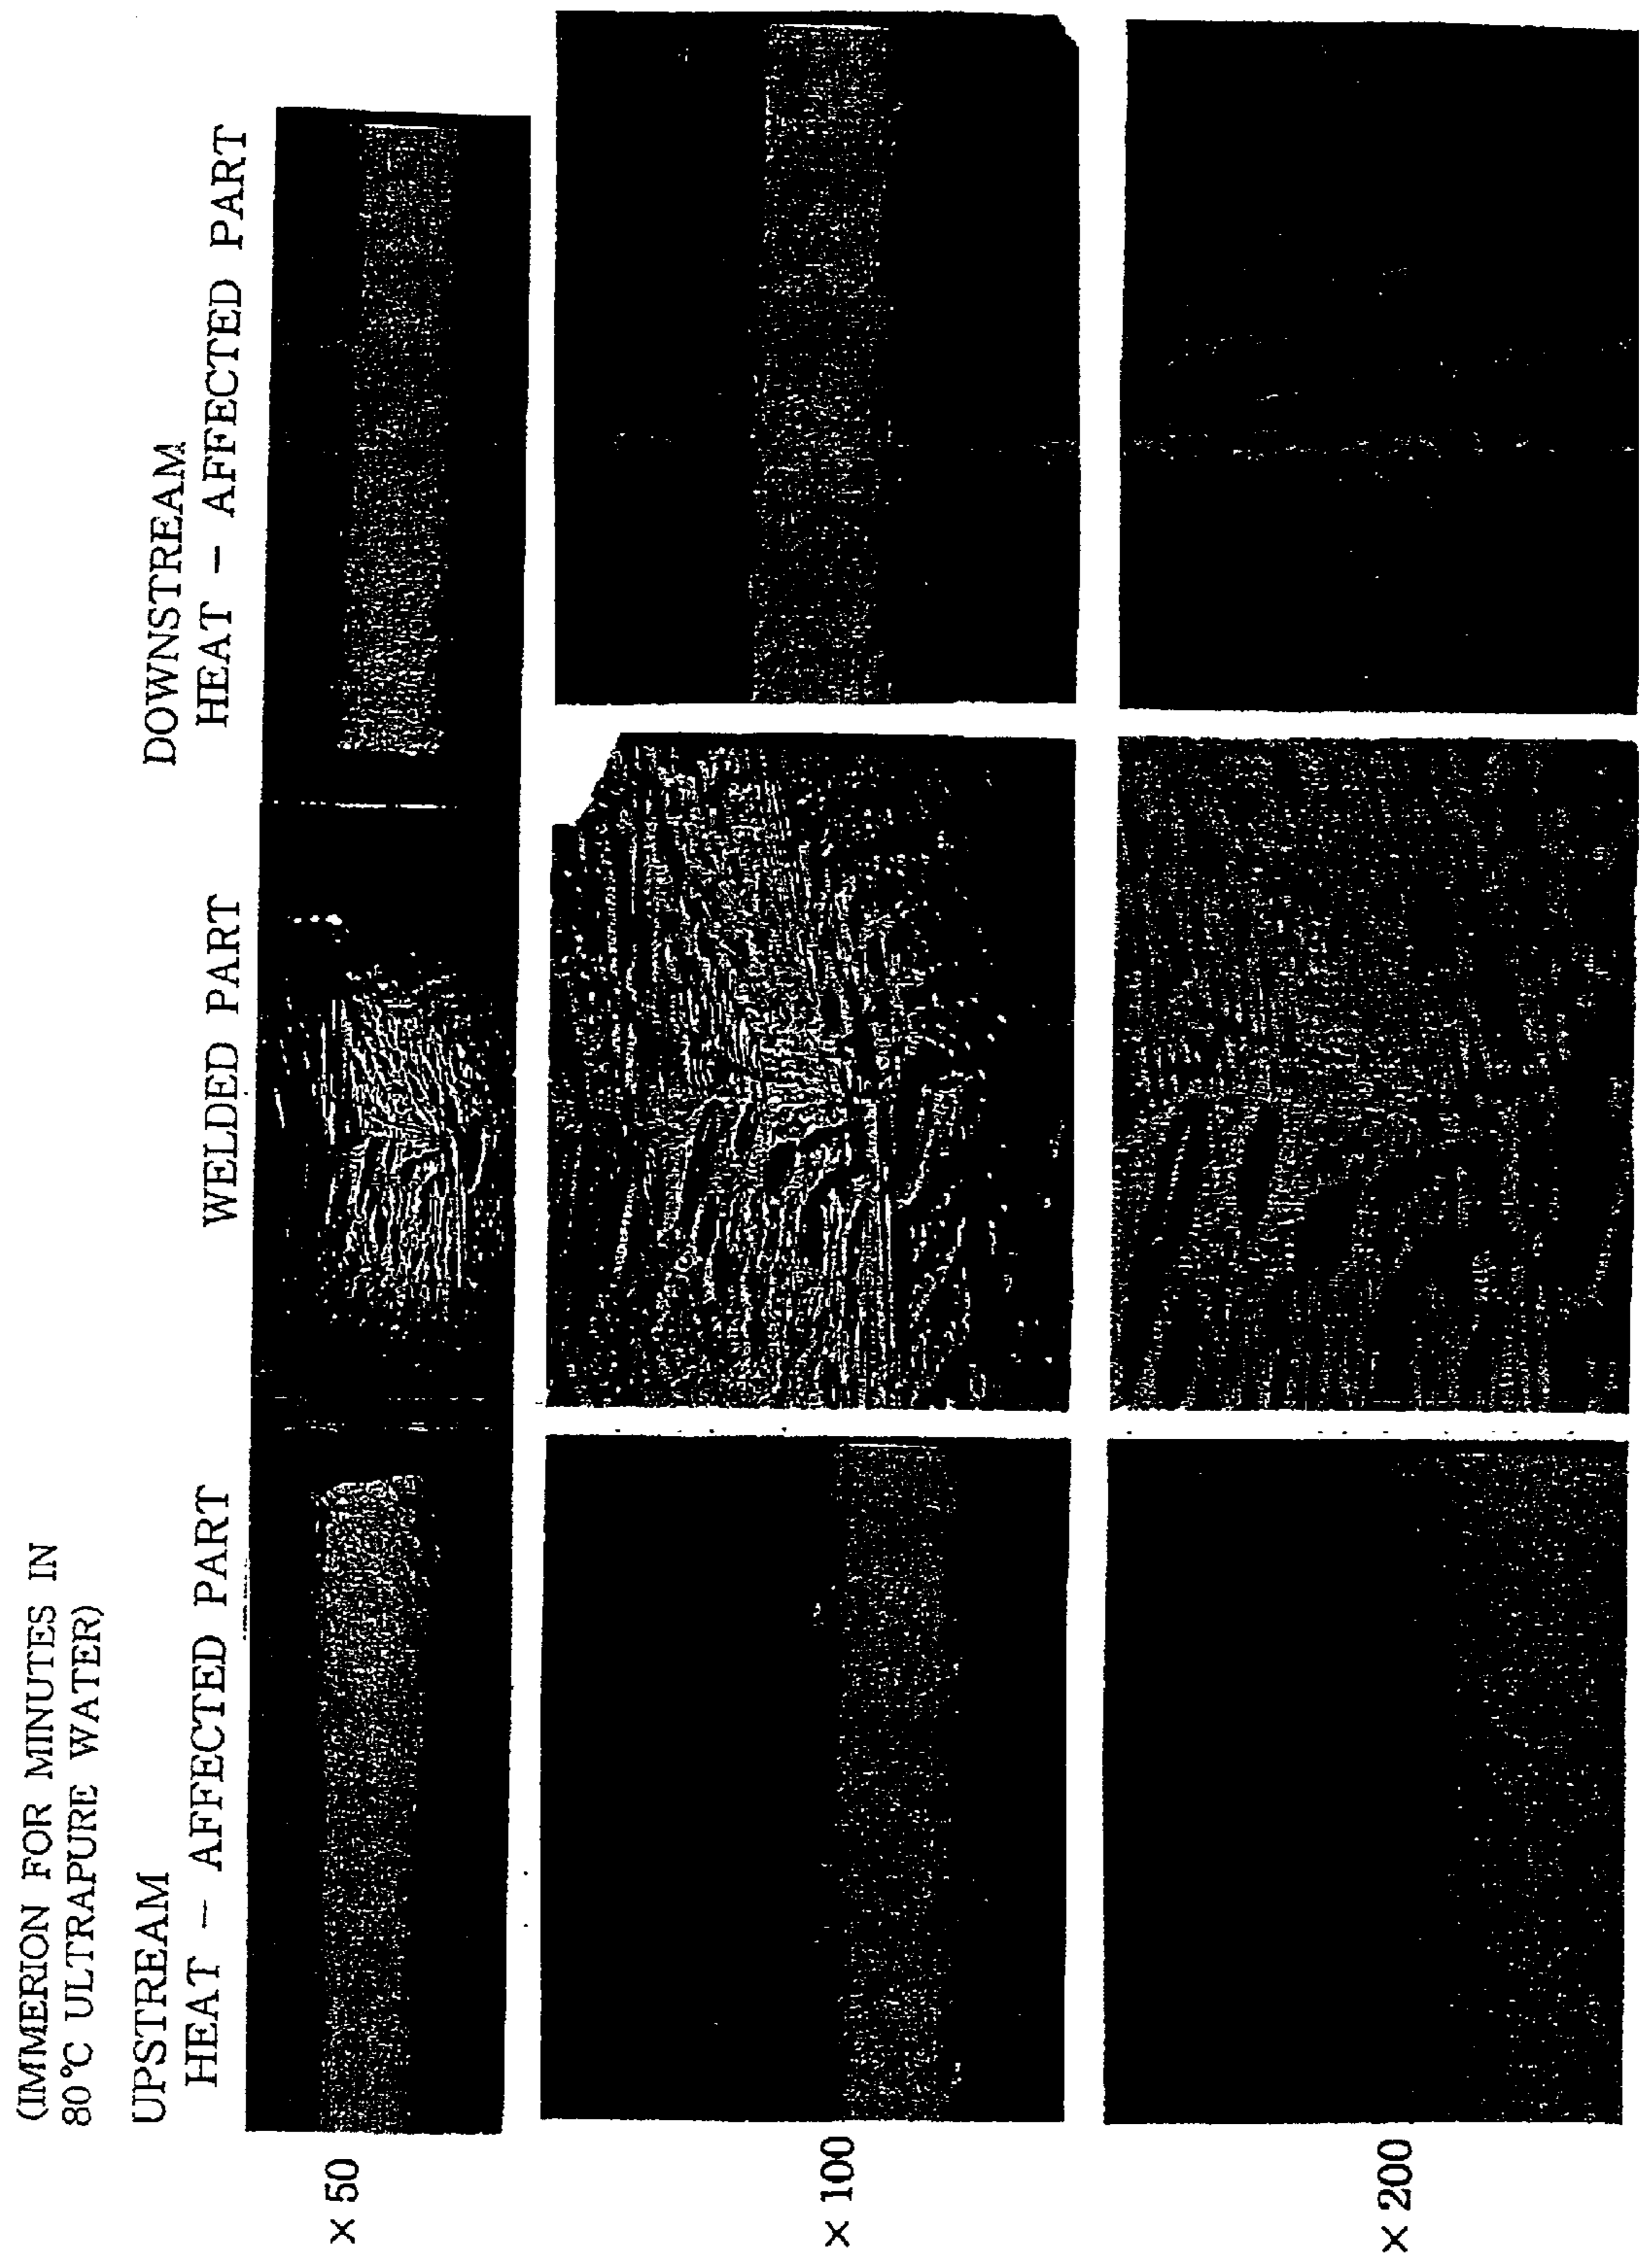 (IMMERION FOR MINUTES IN
80°C ULTRAPURE WATER)
UPSTREAM
HEAT - AFFECTED PART
WELDED PART
DOWNSTREAM
HEAT - AFFECTED PART
× 50
× 100
× 200